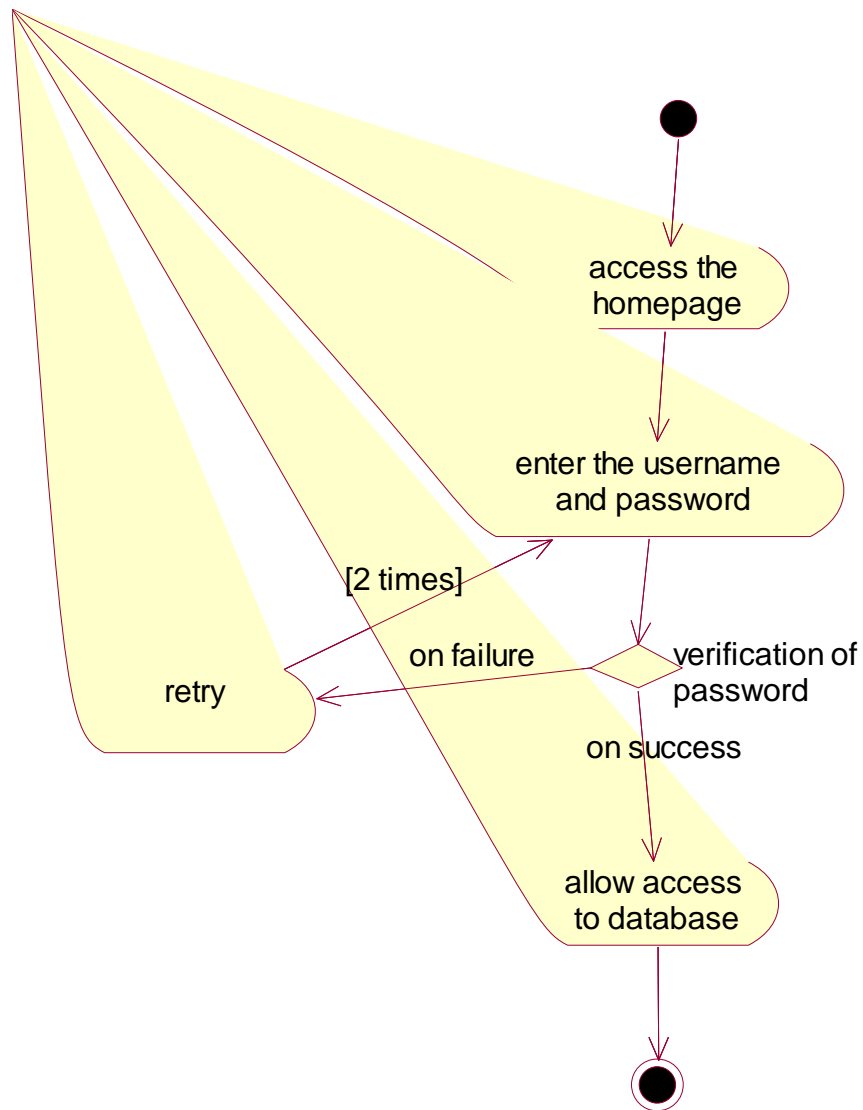 access the
homepage
enter the username
and password
[2 times]
on failure
verification of
password
retry
on success
allow access
to database